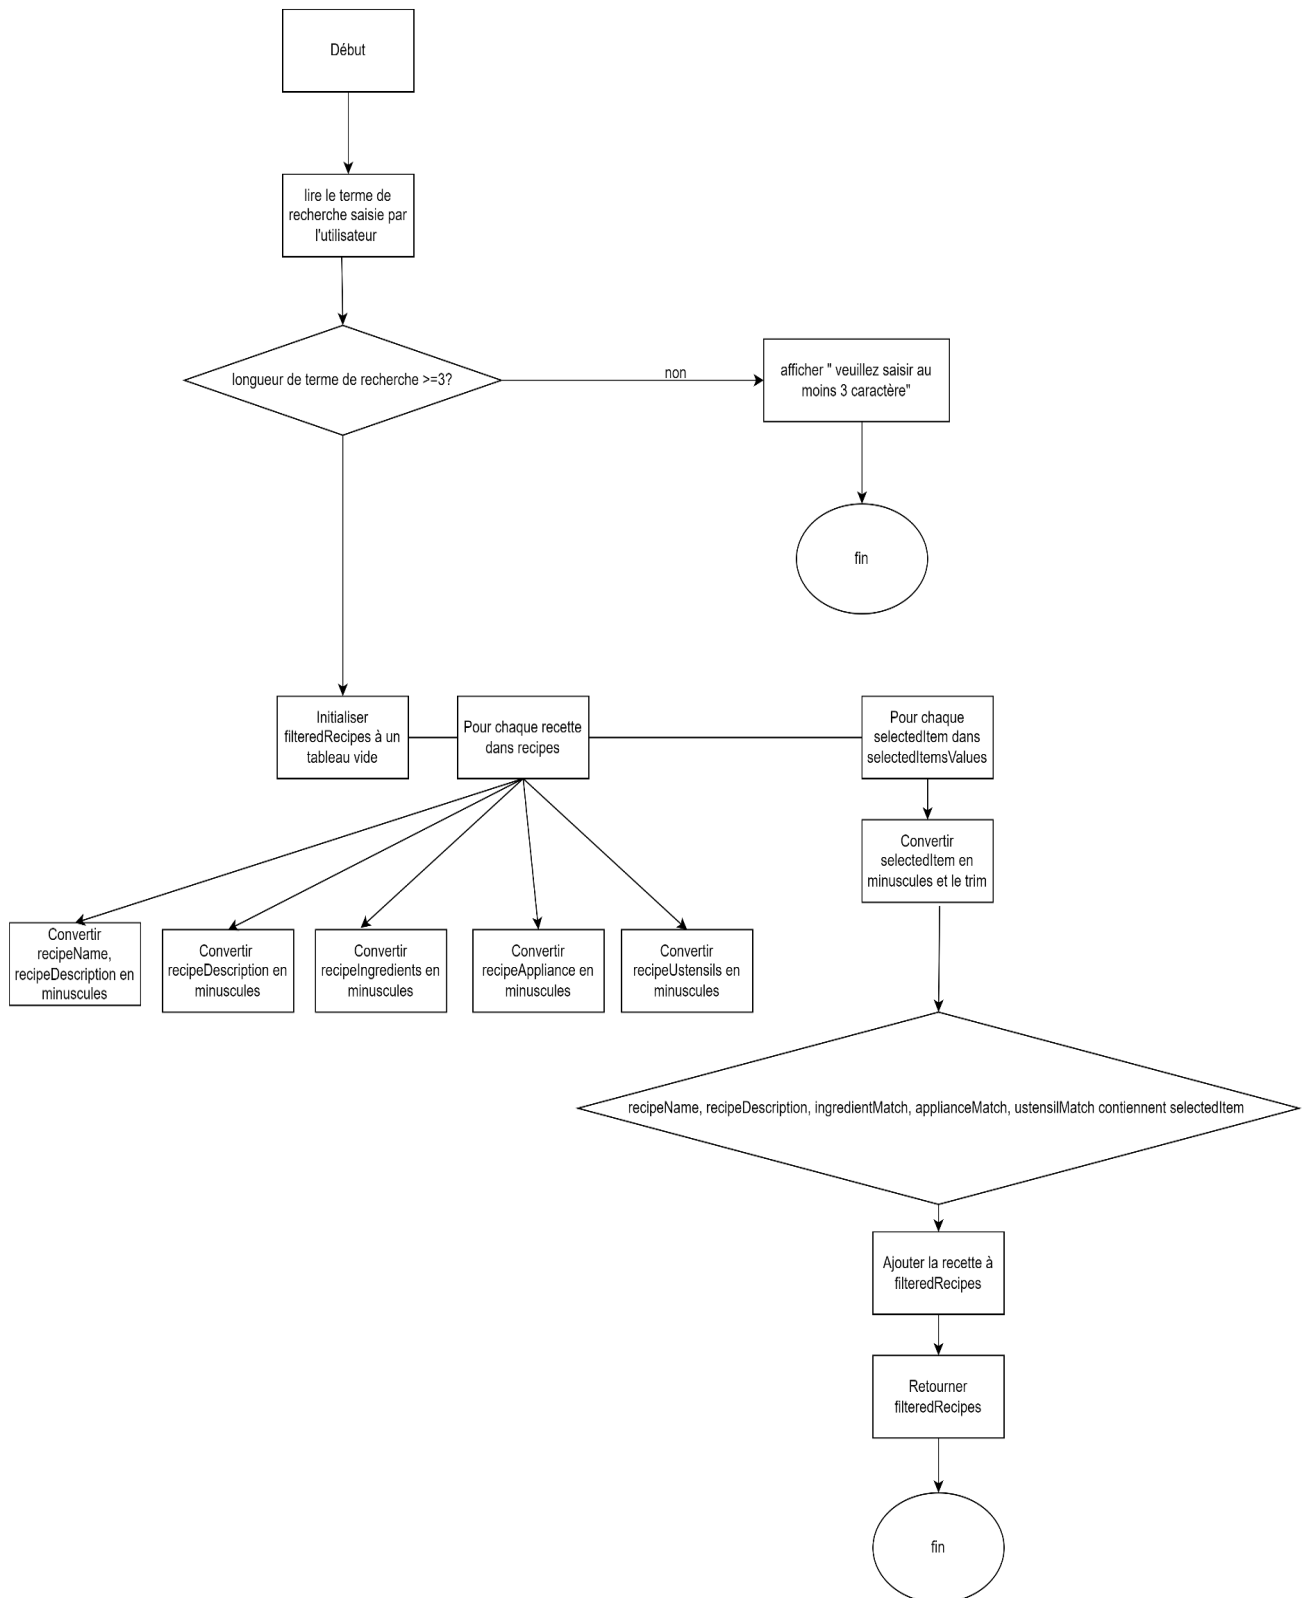 Début
lire le terme de
recherche saisie par
l'utilisateur
longueur de terme de recherche >=3?
non
afficher " veuillez saisir au
moins 3 caractère"
fin
Initialiser
filteredRecipes à un
tableau vide
Pour chaque recette
dans recipes
Pour chaque
selectedItem dans
selectedItemsValues
Convertir
selectedItem en
minuscules et le trim
Convertir
recipeName,
recipeDescription en
minuscules
Convertir
recipeDescription en
minuscules
Convertir
recipeIngredients en
minuscules
Convertir
recipeAppliance en
minuscules
Convertir
recipeUstensils en
minuscules
recipeName, recipeDescription, ingredientMatch, applianceMatch, ustensilMatch contiennent selectedItem
Ajouter la recette à
filteredRecipes
Retourner
filteredRecipes
fin